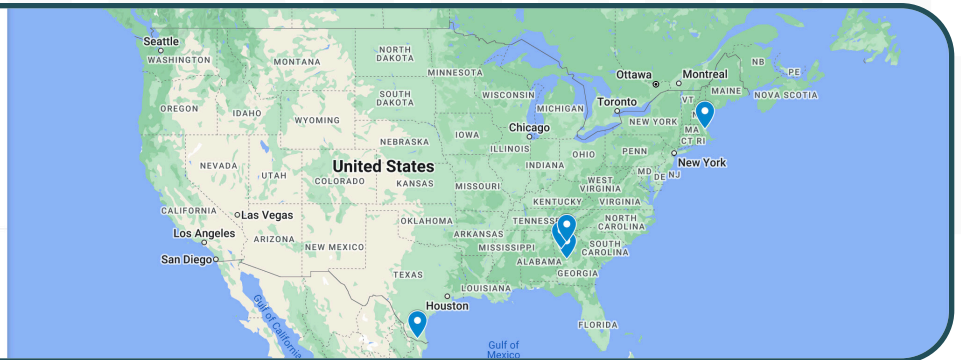 Seattle
WASHINGTON
MONTANA
NORTH
DAKOTA
MINNESOTA
Ottawa
Montreal
NB
PE
MAINE
NOVA SCOTIA
OREGON
IDAHO
WYOMING
SOUTH
DAKOTA
WISCONSIN
MICHIGAN
Toronto
VT
N
NEW YORK
MA
CT RI
IOWA
Chicago
ILLINOIS
INDIANA
OHIO
PENN
New York
NEBRASKA
NEVADA
UTAH
COLORADO
United States
KANSAS
MISSOURI
WEST
VIRGINIA
MD
DE
NJ
KENTUCKY
VIRGINIA
CALIFORNIA
Las Vegas
Los Angeles
San Diego
ARIZONA
NEW MEXICO
OKLAHOMA
ARKANSAS
TENNESS
NORTH
CAROLINA
MISSISSIPPI
SOUTH
CAROLINA
ALABAMA
GEORGIA
TEXAS
LOUISIANA
Houston
FLORIDA
Gulf of California
Gulf of
Mexico